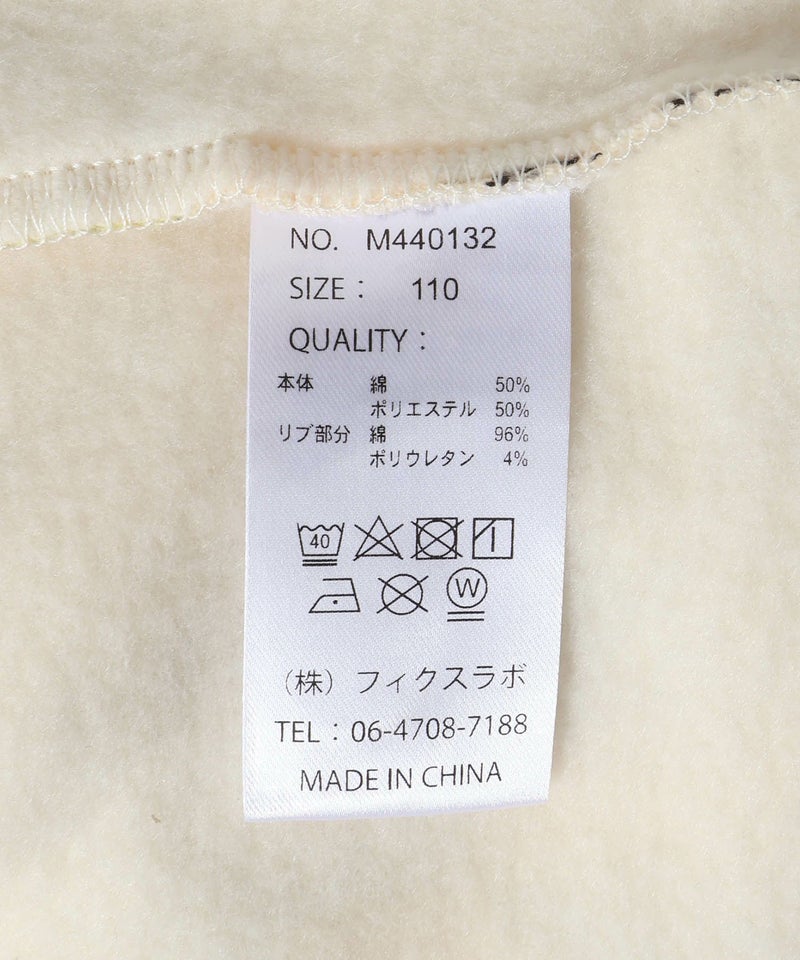 NO. M440132
SIZE： 110
QUALITY：
本体 綿 50%
ポリエステル 50%
リブ部分 綿 96%
ポリウレタン 4%
40
W
（株）フィクスラボ
TEL：06-4708-7188
MADE IN CHINA